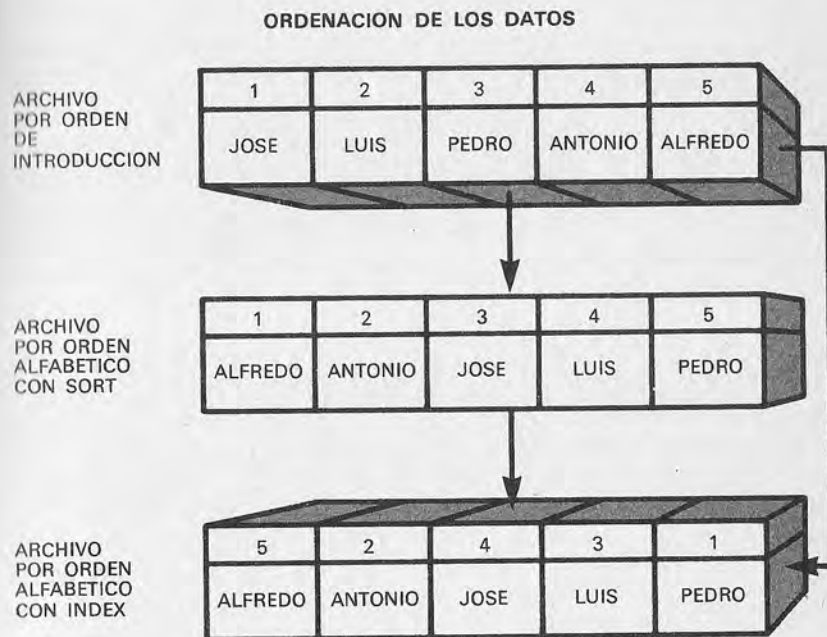 ORDENACION DE LOS DATOS
ARCHIVO
POR ORDEN
DE
INTRODUCCION
1 2 3 4 5
JOSE LUIS PEDRO ANTONIO ALFREDO
ARCHIVO
POR ORDEN
ALFABETICO
CON SORT
1 2 3 4 5
ALFREDO ANTONIO JOSE LUIS PEDRO
ARCHIVO
POR ORDEN
ALFABETICO
CON INDEX
5 2 4 3 1
ALFREDO ANTONIO JOSE LUIS PEDRO